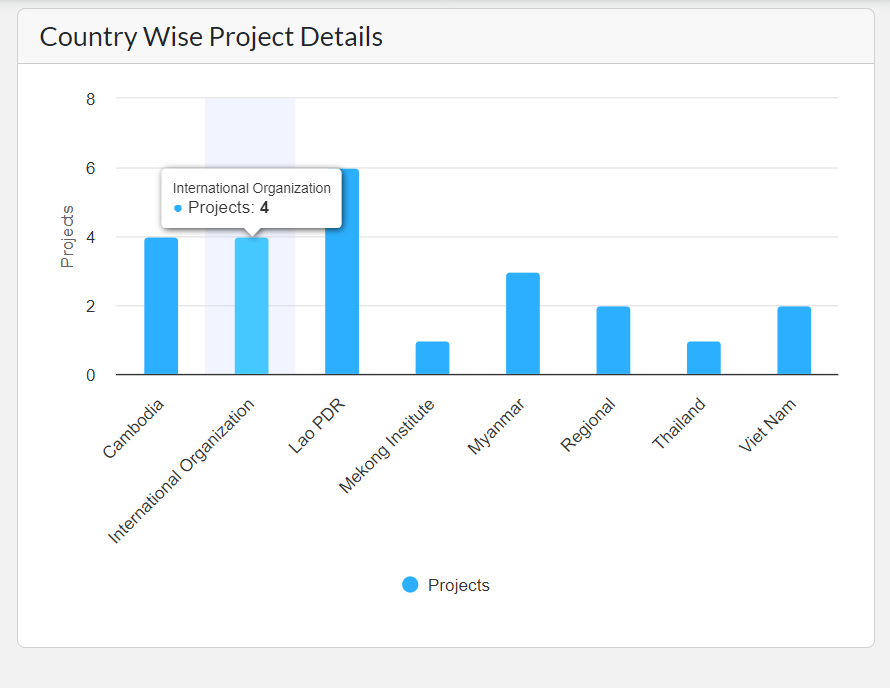 Country Wise Project Details
8
6
4
2
0
Projects
International Organization
Projects: 4
Cambodia
International Organization
Lao PDR
Mekong Institute
Myanmar
Regional
Thailand
Viet Nam
Projects